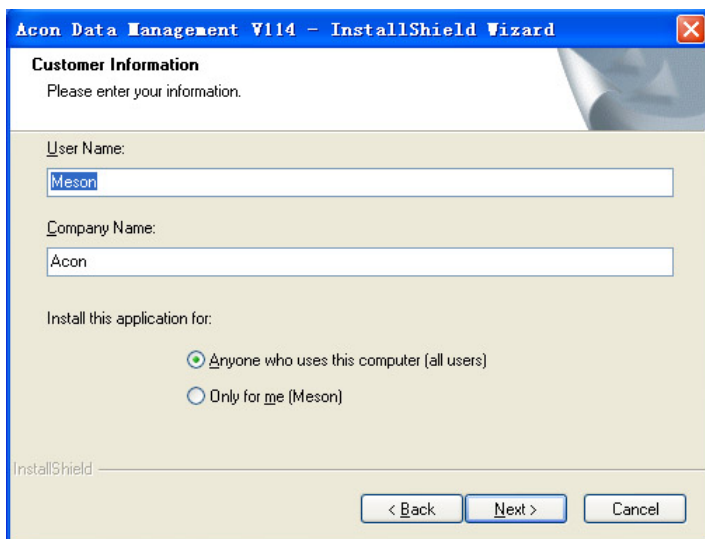 Acon Data Management V114 - InstallShield Wizard
Customer Information
Please enter your information.
User Name:
Meson
Company Name:
Acon
Install this application for:
Anyone who uses this computer (all users)
Only for me (Meson)
InstallShield
< Back
Next >
Cancel